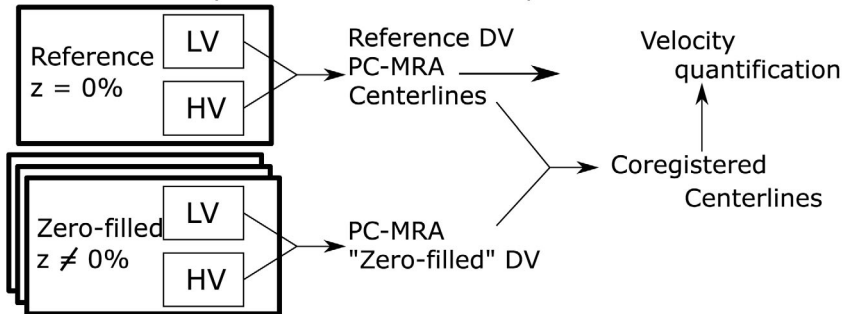 Reference
z = 0%
LV
HV
Reference DV
PC-MRA
Centerlines
Velocity
quantification
Coregistered
Centerlines
Zero-filled
z ≠ 0%
LV
HV
PC-MRA
"Zero-filled" DV